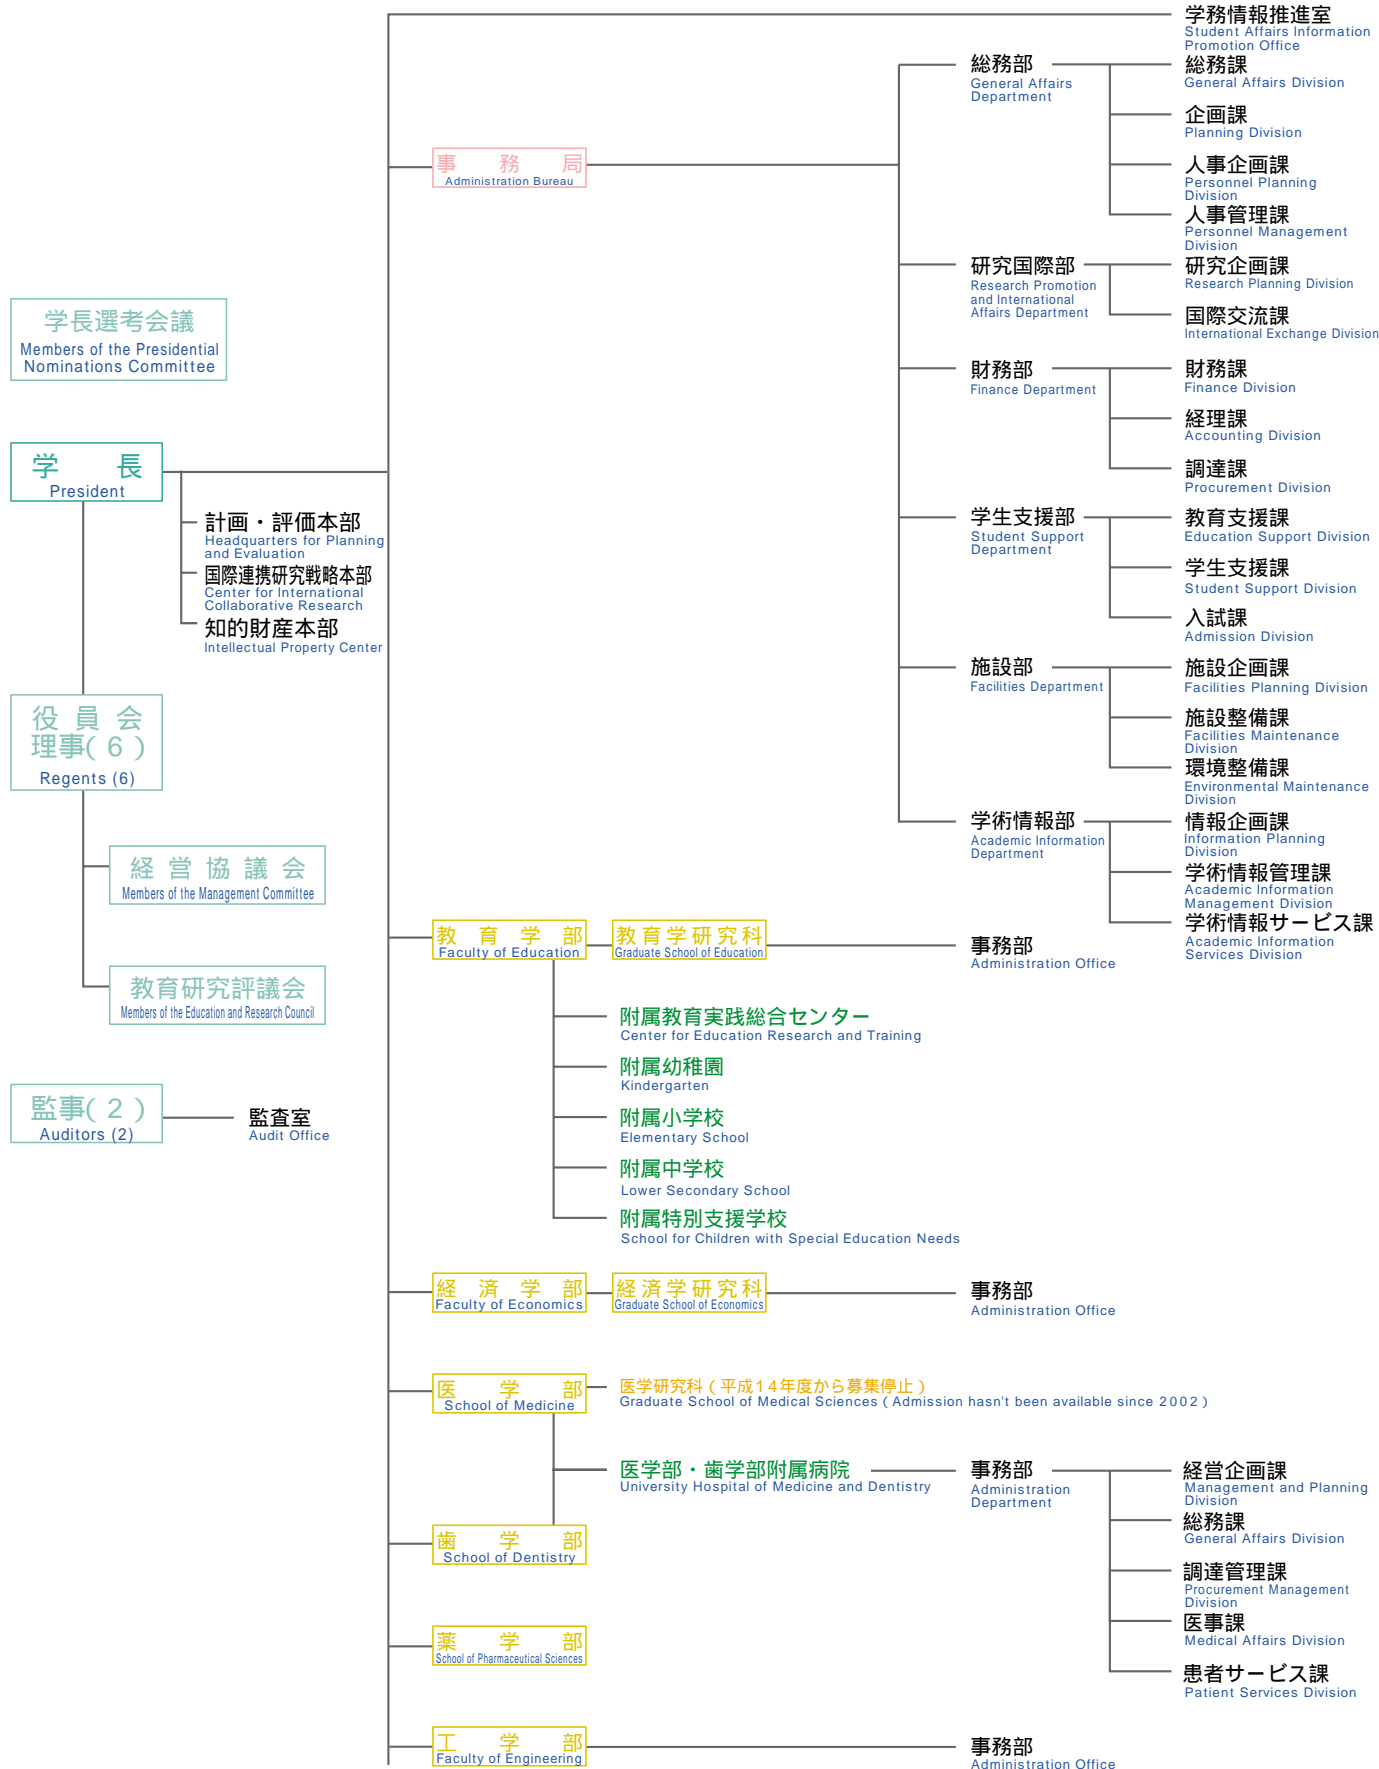 学務情報推進室
Student Affairs Information
Promotion Office
総務部
General Affairs
Department
総務課
General Affairs Division
企画課
Planning Division
事務局
Administration Bureau
人事企画課
Personnel Planning
Division
人事管理課
Personnel Management
Division
研究国際部
Research Promotion
and International
Affairs Department
研究企画課
Research Planning Division
国際交流課
International Exchange Division
学長選考会議
Members of the Presidential
Nominations Committee
財務部
Finance Department
財務課
Finance Division
経理課
Accounting Division
調達課
Procurement Division
学長
President
計画・評価本部
Headquarters for Planning
and Evaluation
国際連携研究戦略本部
Center for International
Collaborative Research
知的財産本部
Intellectual Property Center
学生支援部
Student Support
Department
教育支援課
Education Support Division
学生支援課
Student Support Division
入試課
Admission Division
施設部
Facilities Department
施設企画課
Facilities Planning Division
施設整備課
Facilities Maintenance
Division
環境整備課
Environmental Maintenance
Division
役員会
理事(6)
Regents (6)
学術情報部
Academic Information
Department
情報企画課
Information Planning
Division
学術情報管理課
Academic Information
Management Division
学術情報サービス課
Academic Information
Services Division
経営協議会
Members of the Management Committee
教育研究評議会
Members of the Education and Research Council
教育学部
Faculty of Education
教育学研究科
Graduate School of Education
事務部
Administration Office
附属教育実践総合センター
Center for Education Research and Training
附属幼稚園
Kindergarten
附属小学校
Elementary School
附属中学校
Lower Secondary School
附属特別支援学校
School for Children with Special Education Needs
監事(2)
Auditors (2)
監査室
Audit Office
経済学部
Faculty of Economics
経済学研究科
Graduate School of Economics
事務部
Administration Office
医学部
School of Medicine
医学研究科(平成14年度から募集停止)
Graduate School of Medical Sciences (Admission hasn't been available since 2002)
医学部・歯学部附属病院
University Hospital of Medicine and Dentistry
事務部
Administration
Department
経営企画課
Management and Planning
Division
総務課
General Affairs Division
調達管理課
Procurement Management
Division
医事課
Medical Affairs Division
患者サービス課
Patient Services Division
歯学部
School of Dentistry
薬学部
School of Pharmaceutical Sciences
工学部
Faculty of Engineering
事務部
Administration Office